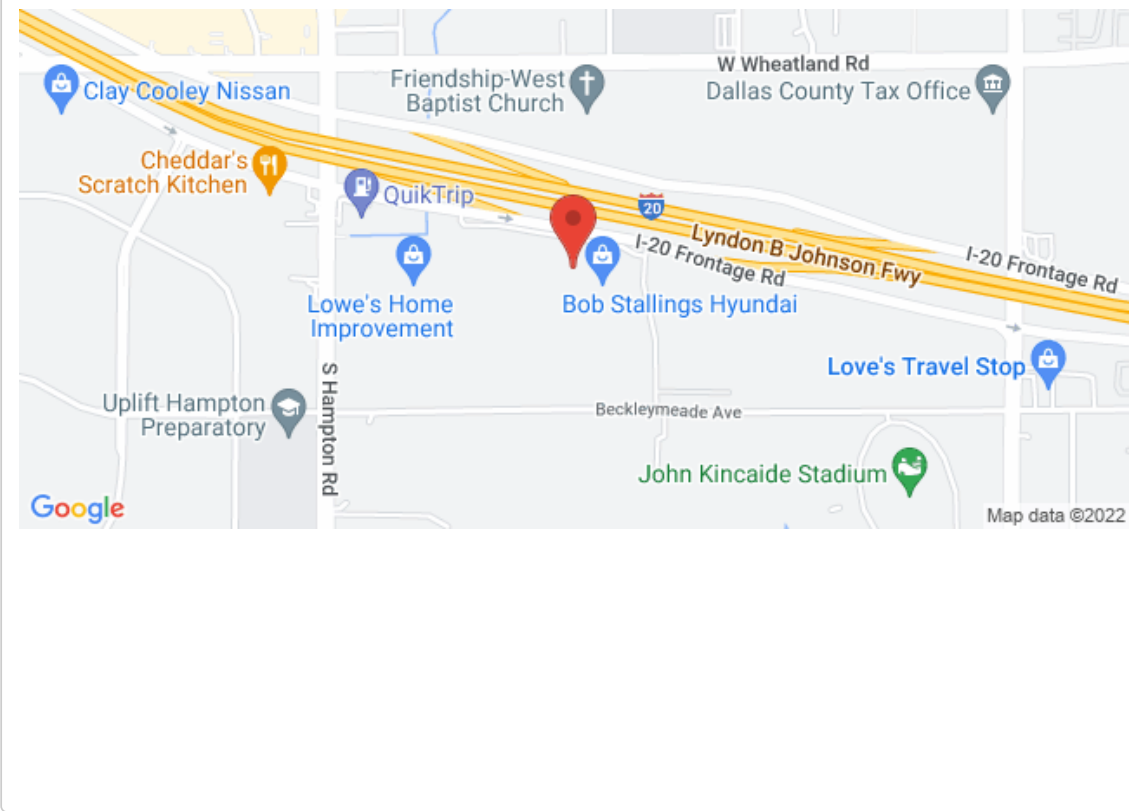 W Wheatland Rd
Clay Cooley Nissan
Friendship-West
Baptist Church
Dallas County Tax Office
Cheddar's
Scratch Kitchen
QuikTrip
20
Lyndon B Johnson Fwy
I-20 Frontage Rd
I-20 Frontage Rd
Lowe's Home
Improvement
Bob Stallings Hyundai
Love's Travel Stop
S Hampton Rd
Uplift Hampton
Preparatory
Beckleymeade Ave
John Kincaide Stadium
Google
Map data ©2022